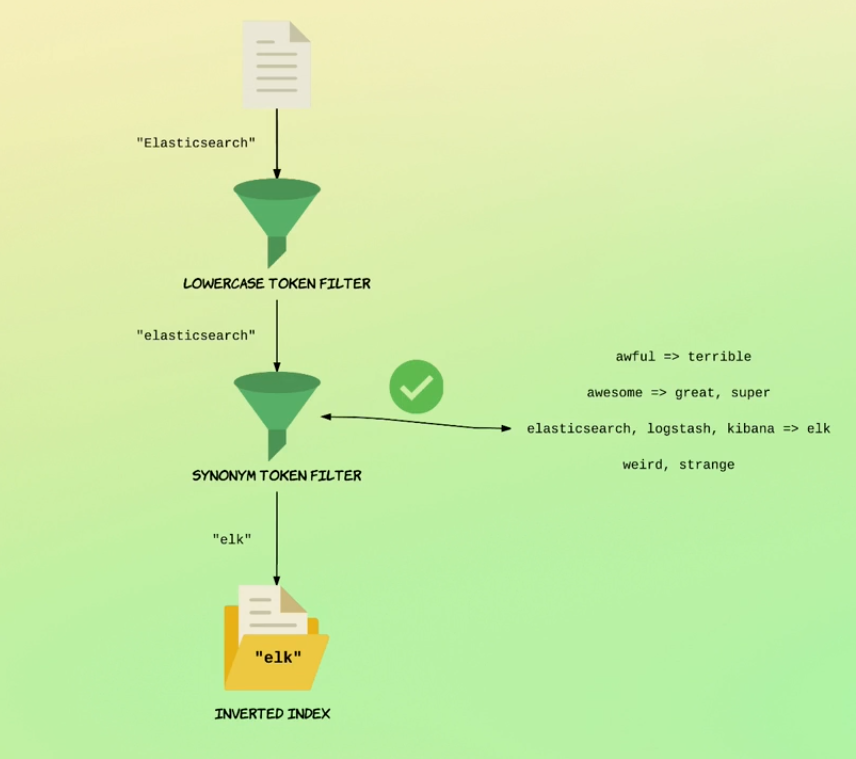 "Elasticsearch"
LOWERCASE TOKEN FILTER
"elasticsearch"
awful => terrible
awesome => great, super
elasticsearch, logstash, kibana => elk
weird, strange
SYNONYM TOKEN FILTER
"elk"
"elk"
INVERTED INDEX